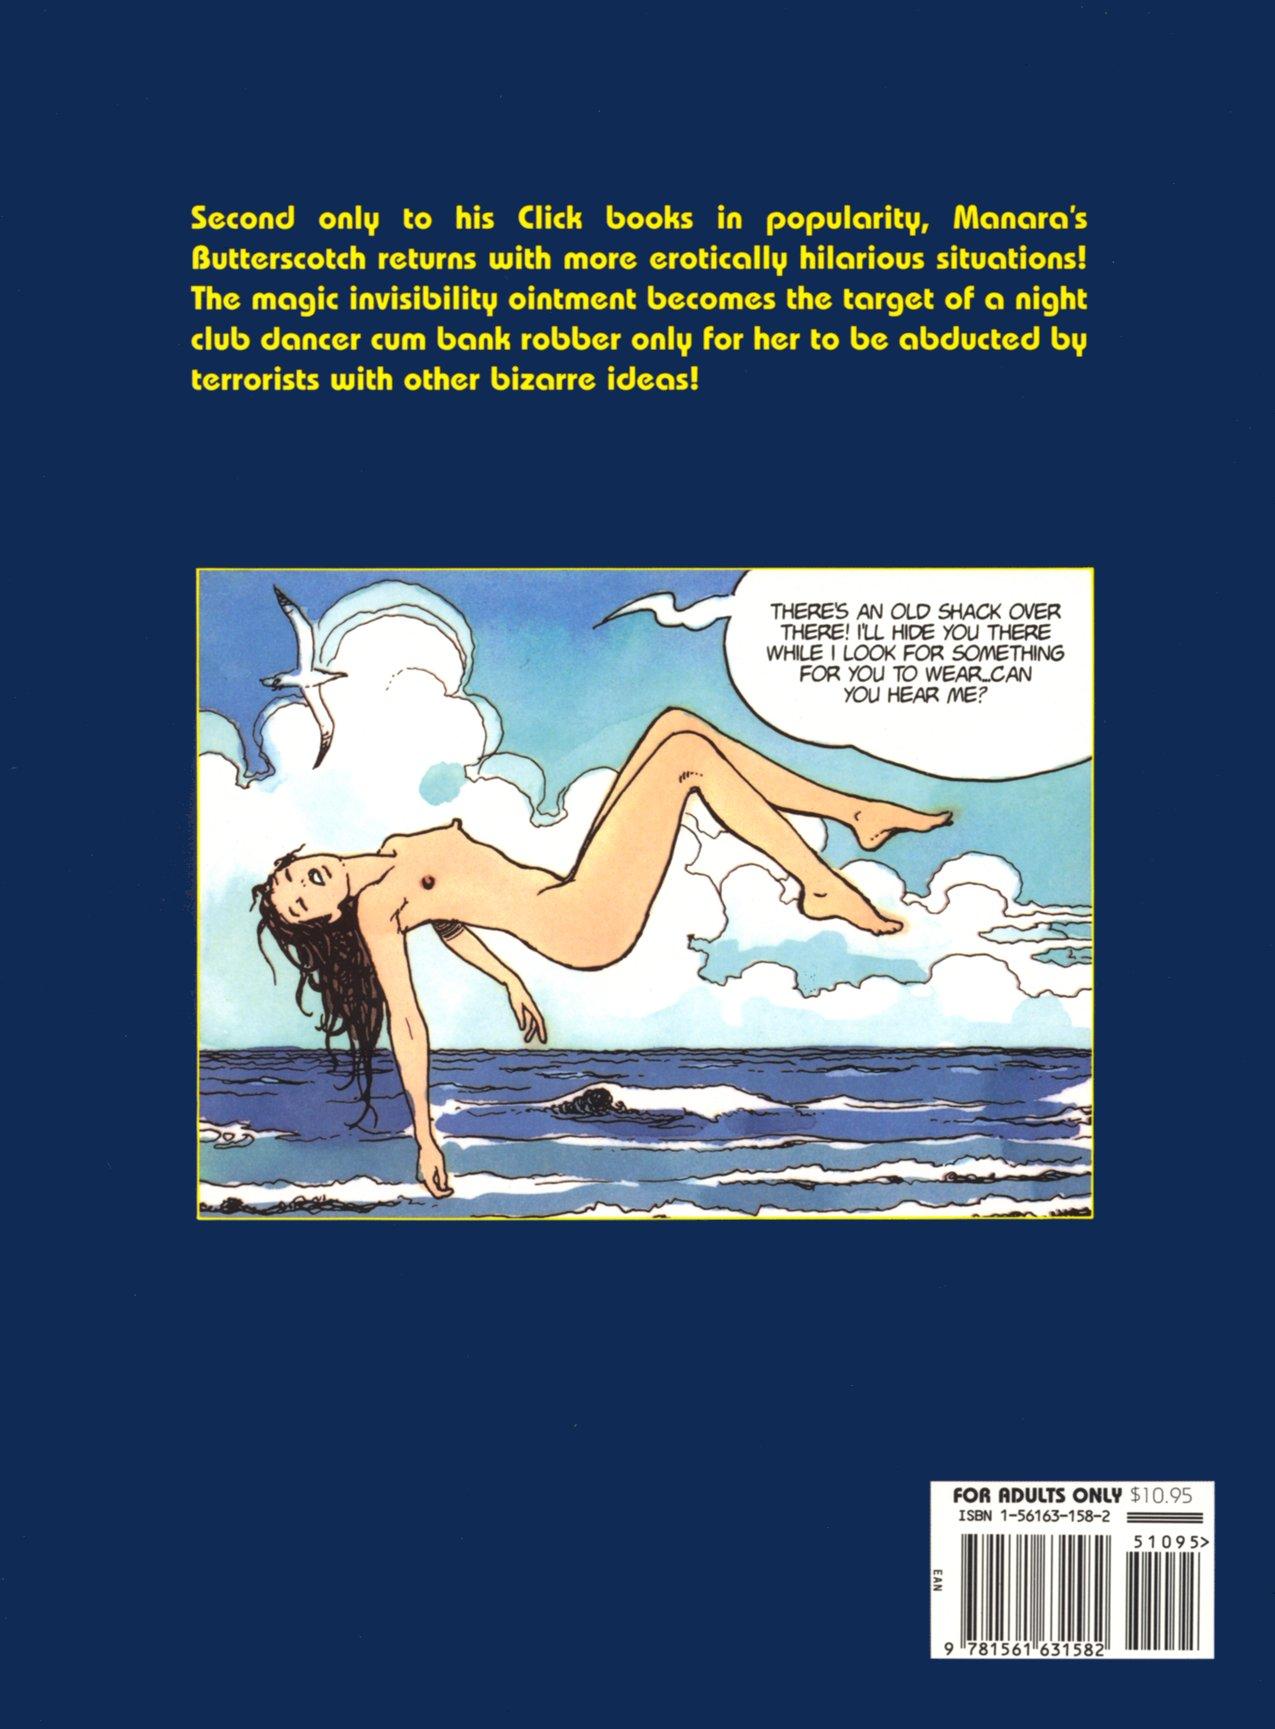 Second only to his Click books in popularity, Manara's
Butterscotch returns with more erotically hilarious situations!
The magic invisibility ointment becomes the target of a night
club dancer cum bank robber only for her to be abducted by
terrorists with other bizarre ideas!
THERE'S AN OLD SHACK OVER
THERE! I'LL HIDE YOU THERE
WHILE I LOOK FOR SOMETHING
FOR YOU TO WEAR...CAN
YOU HEAR ME?
FOR ADULTS ONLY $10.95
ISBN 1-56163-158-2
51095>
EAN
9 781561 631582